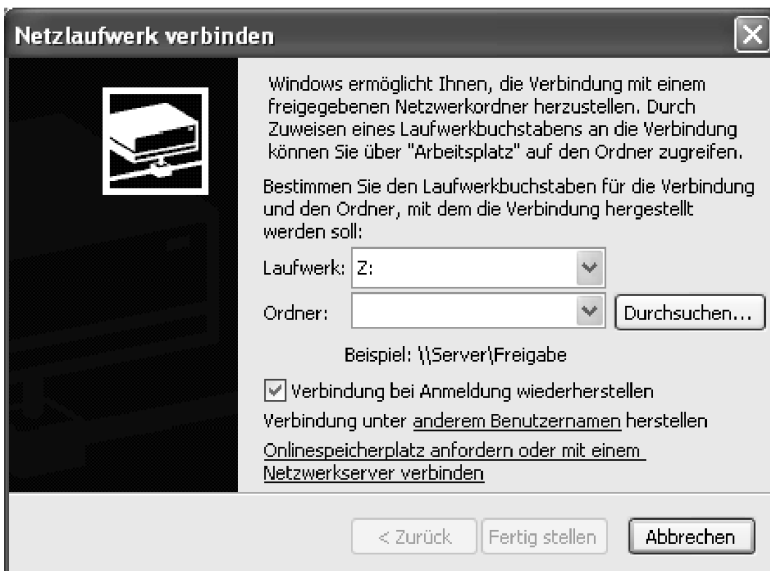 Netzlaufwerk verbinden
Windows ermöglicht Ihnen, die Verbindung mit einem
freigegebenen Netzwerkordner herzustellen. Durch
Zuweisen eines Laufwerkbuchstabens an die Verbindung
können Sie über "Arbeitsplatz" auf den Ordner zugreifen.
Bestimmen Sie den Laufwerkbuchstaben für die Verbindung
und den Ordner, mit dem die Verbindung hergestellt
werden soll:
Laufwerk: Z:
Ordner: Durchsuchen...
Beispiel: \\Server\Freigabe
Verbindung bei Anmeldung wiederherstellen
Verbindung unter anderem Benutzernamen herstellen
Onlinespeicherplatz anfordern oder mit einem
Netzwerkserver verbinden
< Zurück Fertig stellen Abbrechen